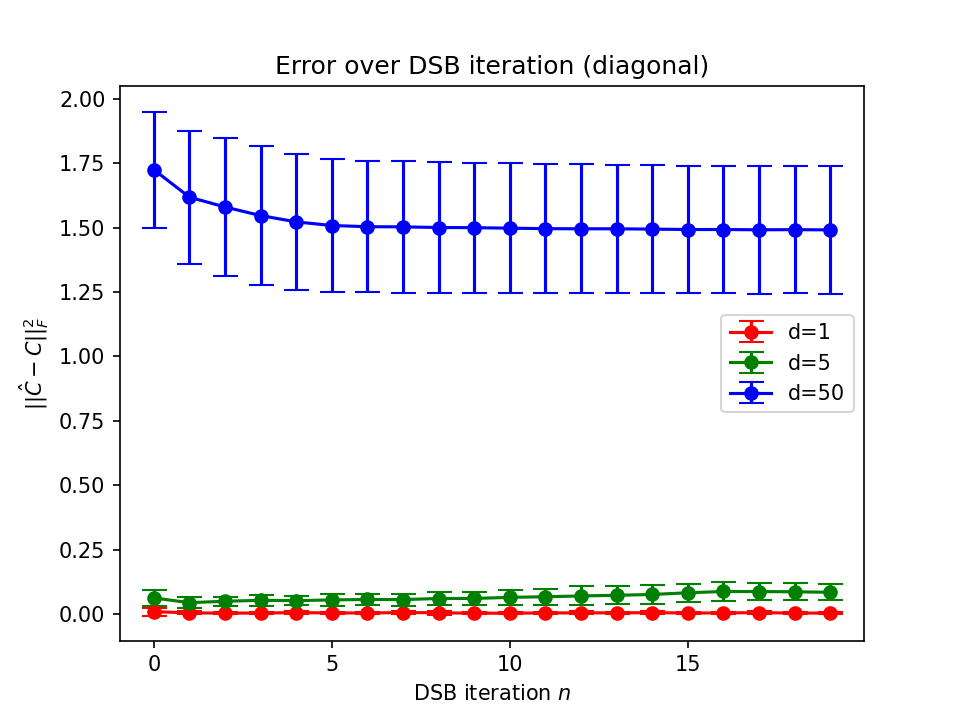 Error over DSB iteration (diagonal)
2.00
1.75
1.50
1.25
1.00
0.75
0.50
0.25
0.00
||Ĉ − C||²_F
d=1
d=5
d=50
0 5 10 15
DSB iteration n